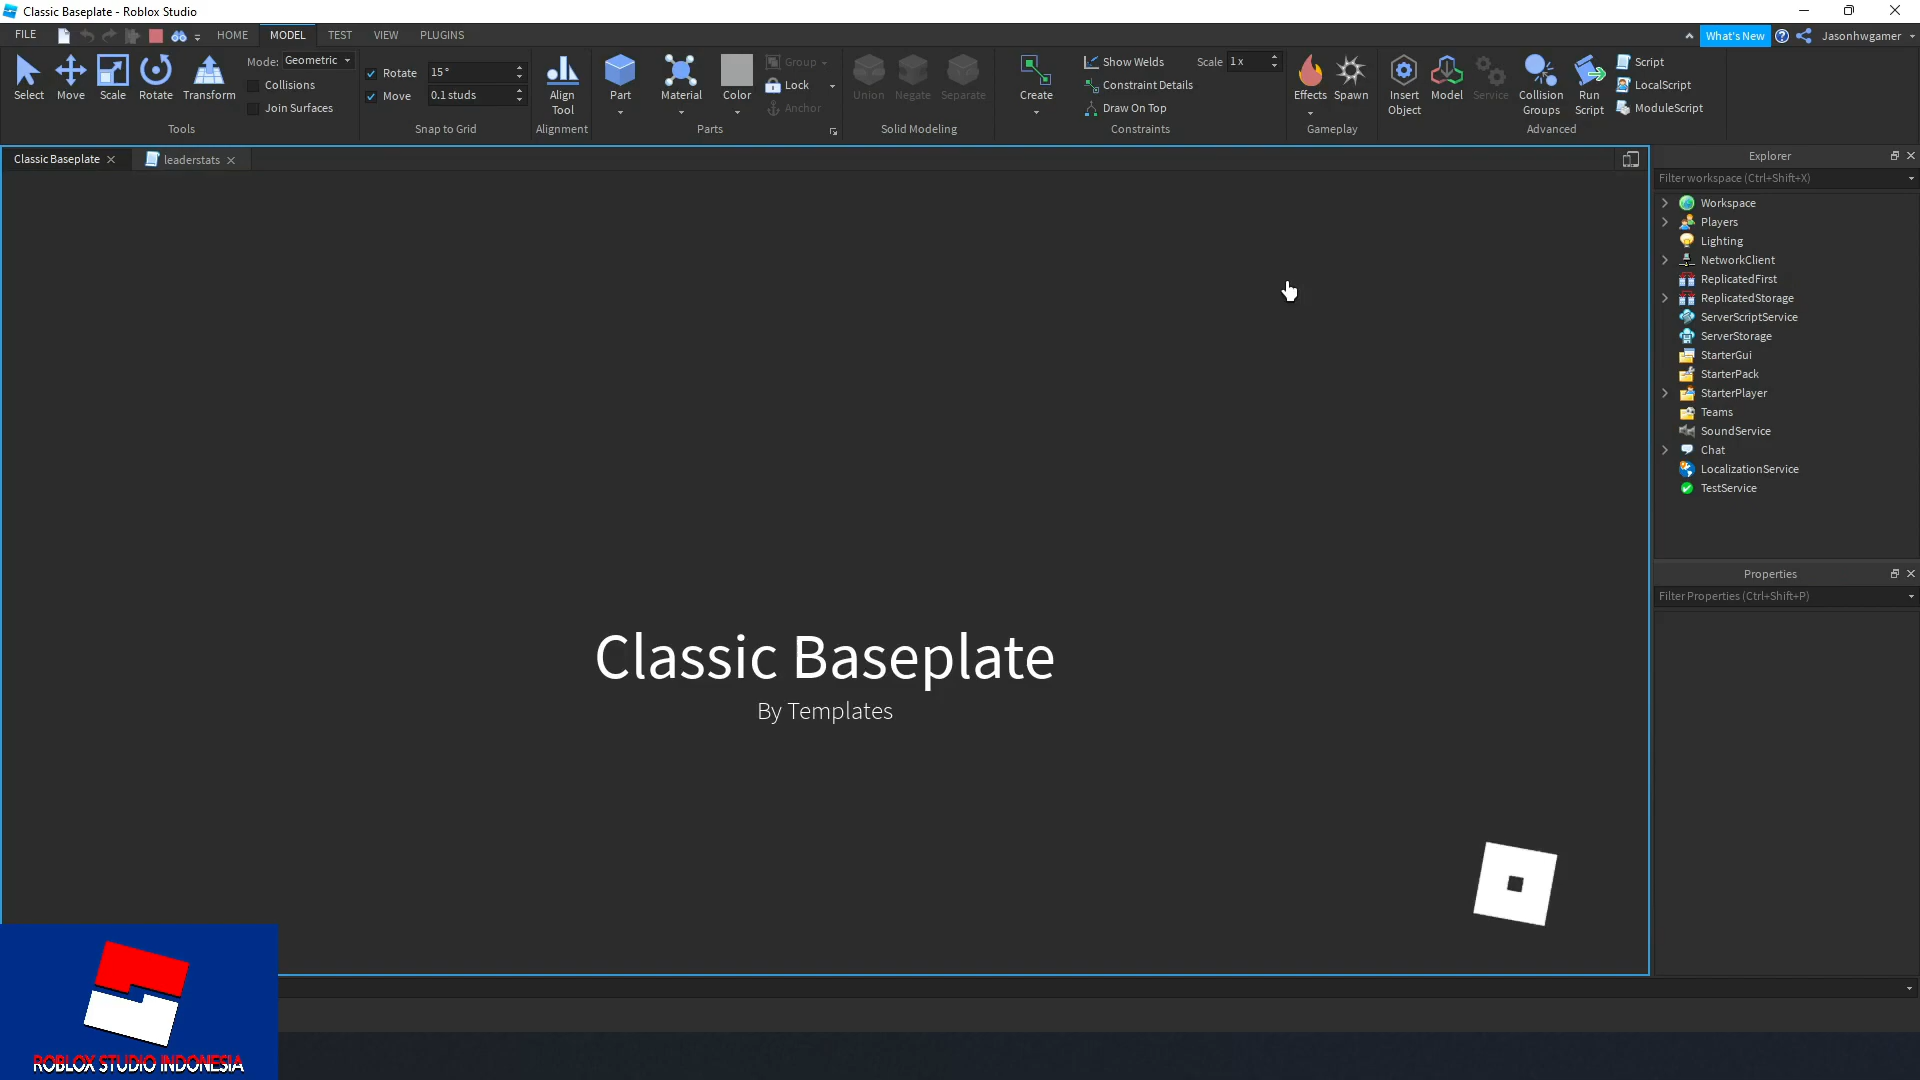 Classic Baseplate - Roblox Studio
FILE HOME MODEL TEST VIEW PLUGINS What's New Jasonhwgamer
Select Move Scale Rotate Transform
Mode: Geometric
Collisions
Join Surfaces
Tools
Rotate 15°
Move 0.1 studs
Snap to Grid
Align
Tool
Alignment
Part Material Color
Group
Lock
Anchor
Parts
Union Negate Separate
Solid Modeling
Create
Show Welds
Constraint Details
Draw On Top
Scale 1 x
Constraints
Effects Spawn
Gameplay
Insert
Object
Model
Service
Collision
Groups
Run
Script
Script
LocalScript
ModuleScript
Advanced
Classic Baseplate
leaderstats
Explorer
Filter workspace (Ctrl+Shift+X)
Workspace
Players
Lighting
NetworkClient
ReplicatedFirst
ReplicatedStorage
ServerScriptService
ServerStorage
StarterGui
StarterPack
StarterPlayer
Teams
SoundService
Chat
LocalizationService
TestService
Properties
Filter Properties (Ctrl+Shift+P)
Classic Baseplate
By Templates
ROBLOX STUDIO INDONESIA